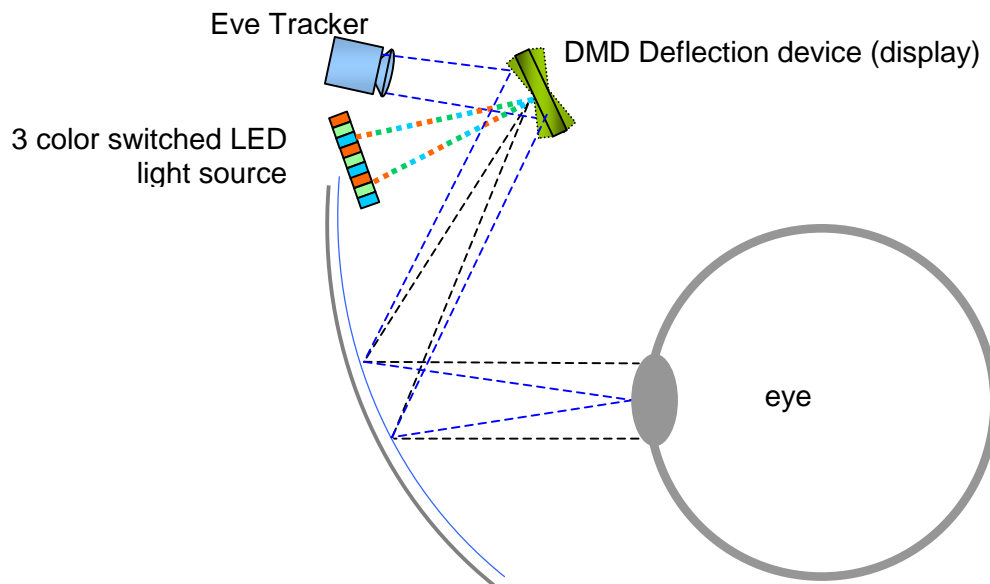 Eve Tracker
DMD Deflection device (display)
3 color switched LED
light source
eye